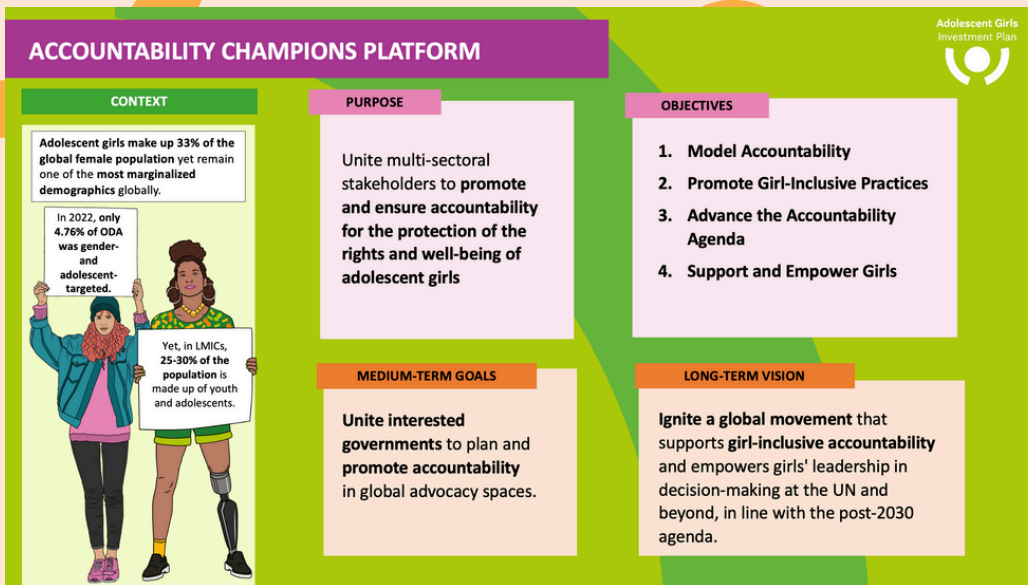 ACCOUNTABILITY CHAMPIONS PLATFORM
Adolescent Girls
Investment Plan
CONTEXT
Adolescent girls make up 33% of the
global female population yet remain
one of the most marginalized
demographics globally.
In 2022, only
4.76% of ODA
was gender-
and
adolescent-
targeted.
Yet, in LMICs,
25-30% of the
population is
made up of youth
and adolescents.
PURPOSE
Unite multi-sectoral
stakeholders to promote
and ensure accountability
for the protection of the
rights and well-being of
adolescent girls
OBJECTIVES
1. Model Accountability
2. Promote Girl-Inclusive Practices
3. Advance the Accountability
Agenda
4. Support and Empower Girls
MEDIUM-TERM GOALS
Unite interested
governments to plan and
promote accountability
in global advocacy spaces.
LONG-TERM VISION
Ignite a global movement that
supports girl-inclusive accountability
and empowers girls' leadership in
decision-making at the UN and
beyond, in line with the post-2030
agenda.